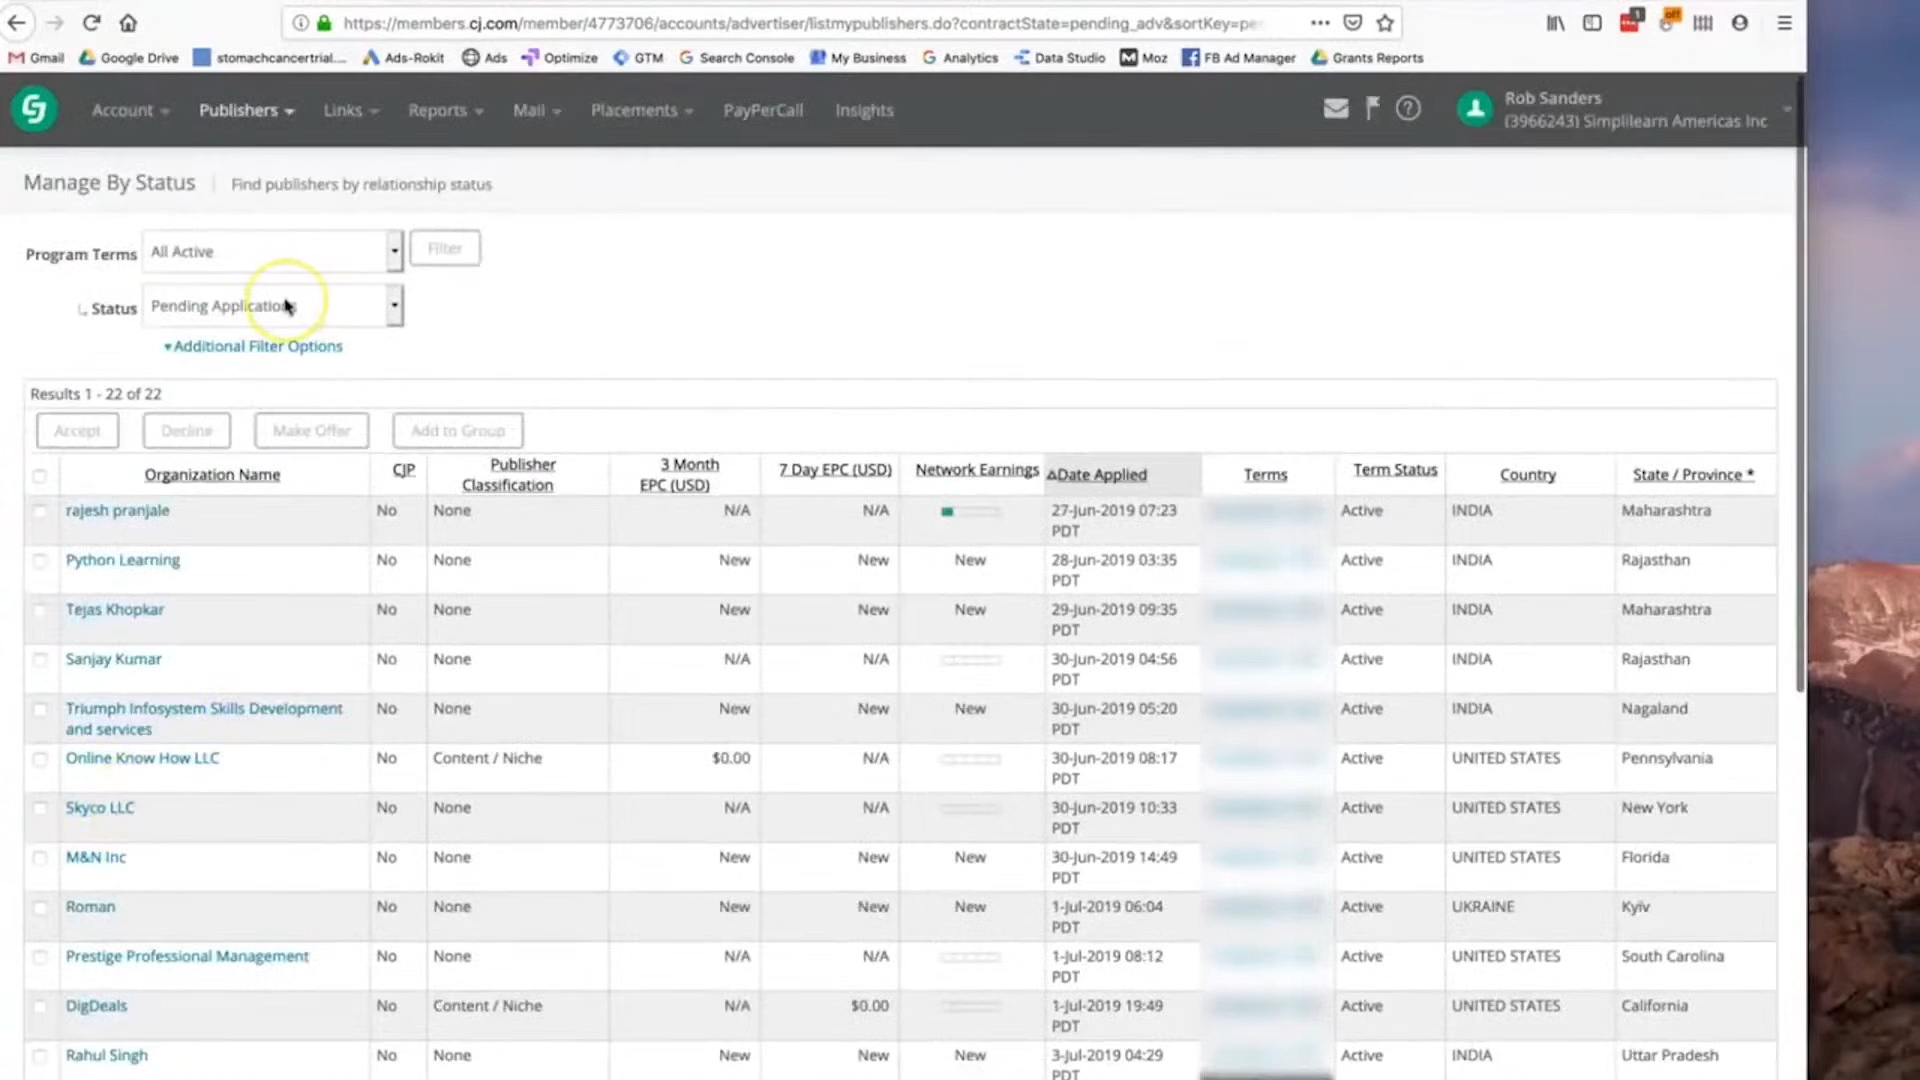 https://members.cj.com/member/4773706/accounts/advertiser/listmypublishers.do?contractState=pending_adv&sortKey=pe
1 off
Gmail Google Drive stomachcancertrial.... Ads-Rokit Ads Optimize GTM Search Console My Business Analytics Data Studio Moz FB Ad Manager Grants Reports
Account Publishers Links Reports Mail Placements PayPerCall Insights
Rob Sanders
(3966243) Simplilearn Americas Inc
Manage By Status Find publishers by relationship status
Program Terms All Active Filter
Status Pending Applications
Additional Filter Options
Results 1 - 22 of 22
Accept Decline Make Offer Add to Group
Organization Name CJP Publisher Classification 3 Month EPC (USD) 7 Day EPC (USD) Network Earnings Date Applied Terms Term Status Country State / Province *
rajesh pranjale No None N/A N/A 27-Jun-2019 07:23 PDT Active INDIA Maharashtra
Python Learning No None New New New 28-Jun-2019 03:35 PDT Active INDIA Rajasthan
Tejas Khopkar No None New New New 29-Jun-2019 09:35 PDT Active INDIA Maharashtra
Sanjay Kumar No None N/A N/A 30-Jun-2019 04:56 PDT Active INDIA Rajasthan
Triumph Infosystem Skills Development and services No None New New New 30-Jun-2019 05:20 PDT Active INDIA Nagaland
Online Know How LLC No Content / Niche $0.00 N/A 30-Jun-2019 08:17 PDT Active UNITED STATES Pennsylvania
Skyco LLC No None N/A N/A 30-Jun-2019 10:33 PDT Active UNITED STATES New York
M&N Inc No None New New New 30-Jun-2019 14:49 PDT Active UNITED STATES Florida
Roman No None New New New 1-Jul-2019 06:04 PDT Active UKRAINE Kyiv
Prestige Professional Management No None N/A N/A 1-Jul-2019 08:12 PDT Active UNITED STATES South Carolina
DigDeals No Content / Niche N/A $0.00 1-Jul-2019 19:49 PDT Active UNITED STATES California
Rahul Singh No None New New New 3-Jul-2019 04:29 PDT Active INDIA Uttar Pradesh